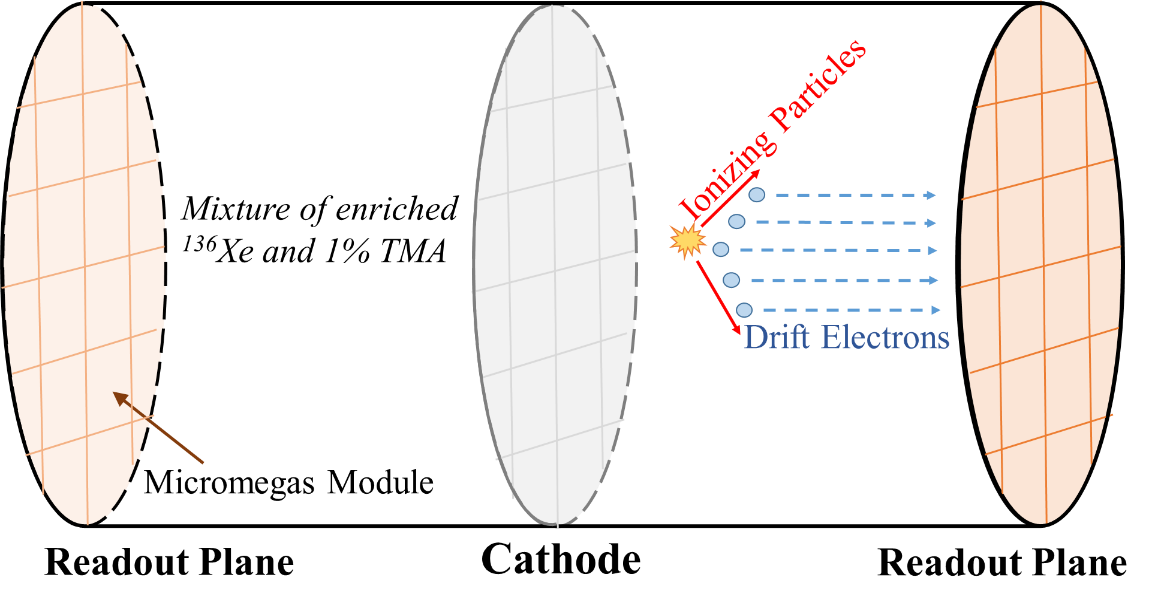 Ionizing Particles
Mixture of enriched
¹³⁶Xe and 1% TMA
Drift Electrons
Micromegas Module
Readout Plane
Cathode
Readout Plane